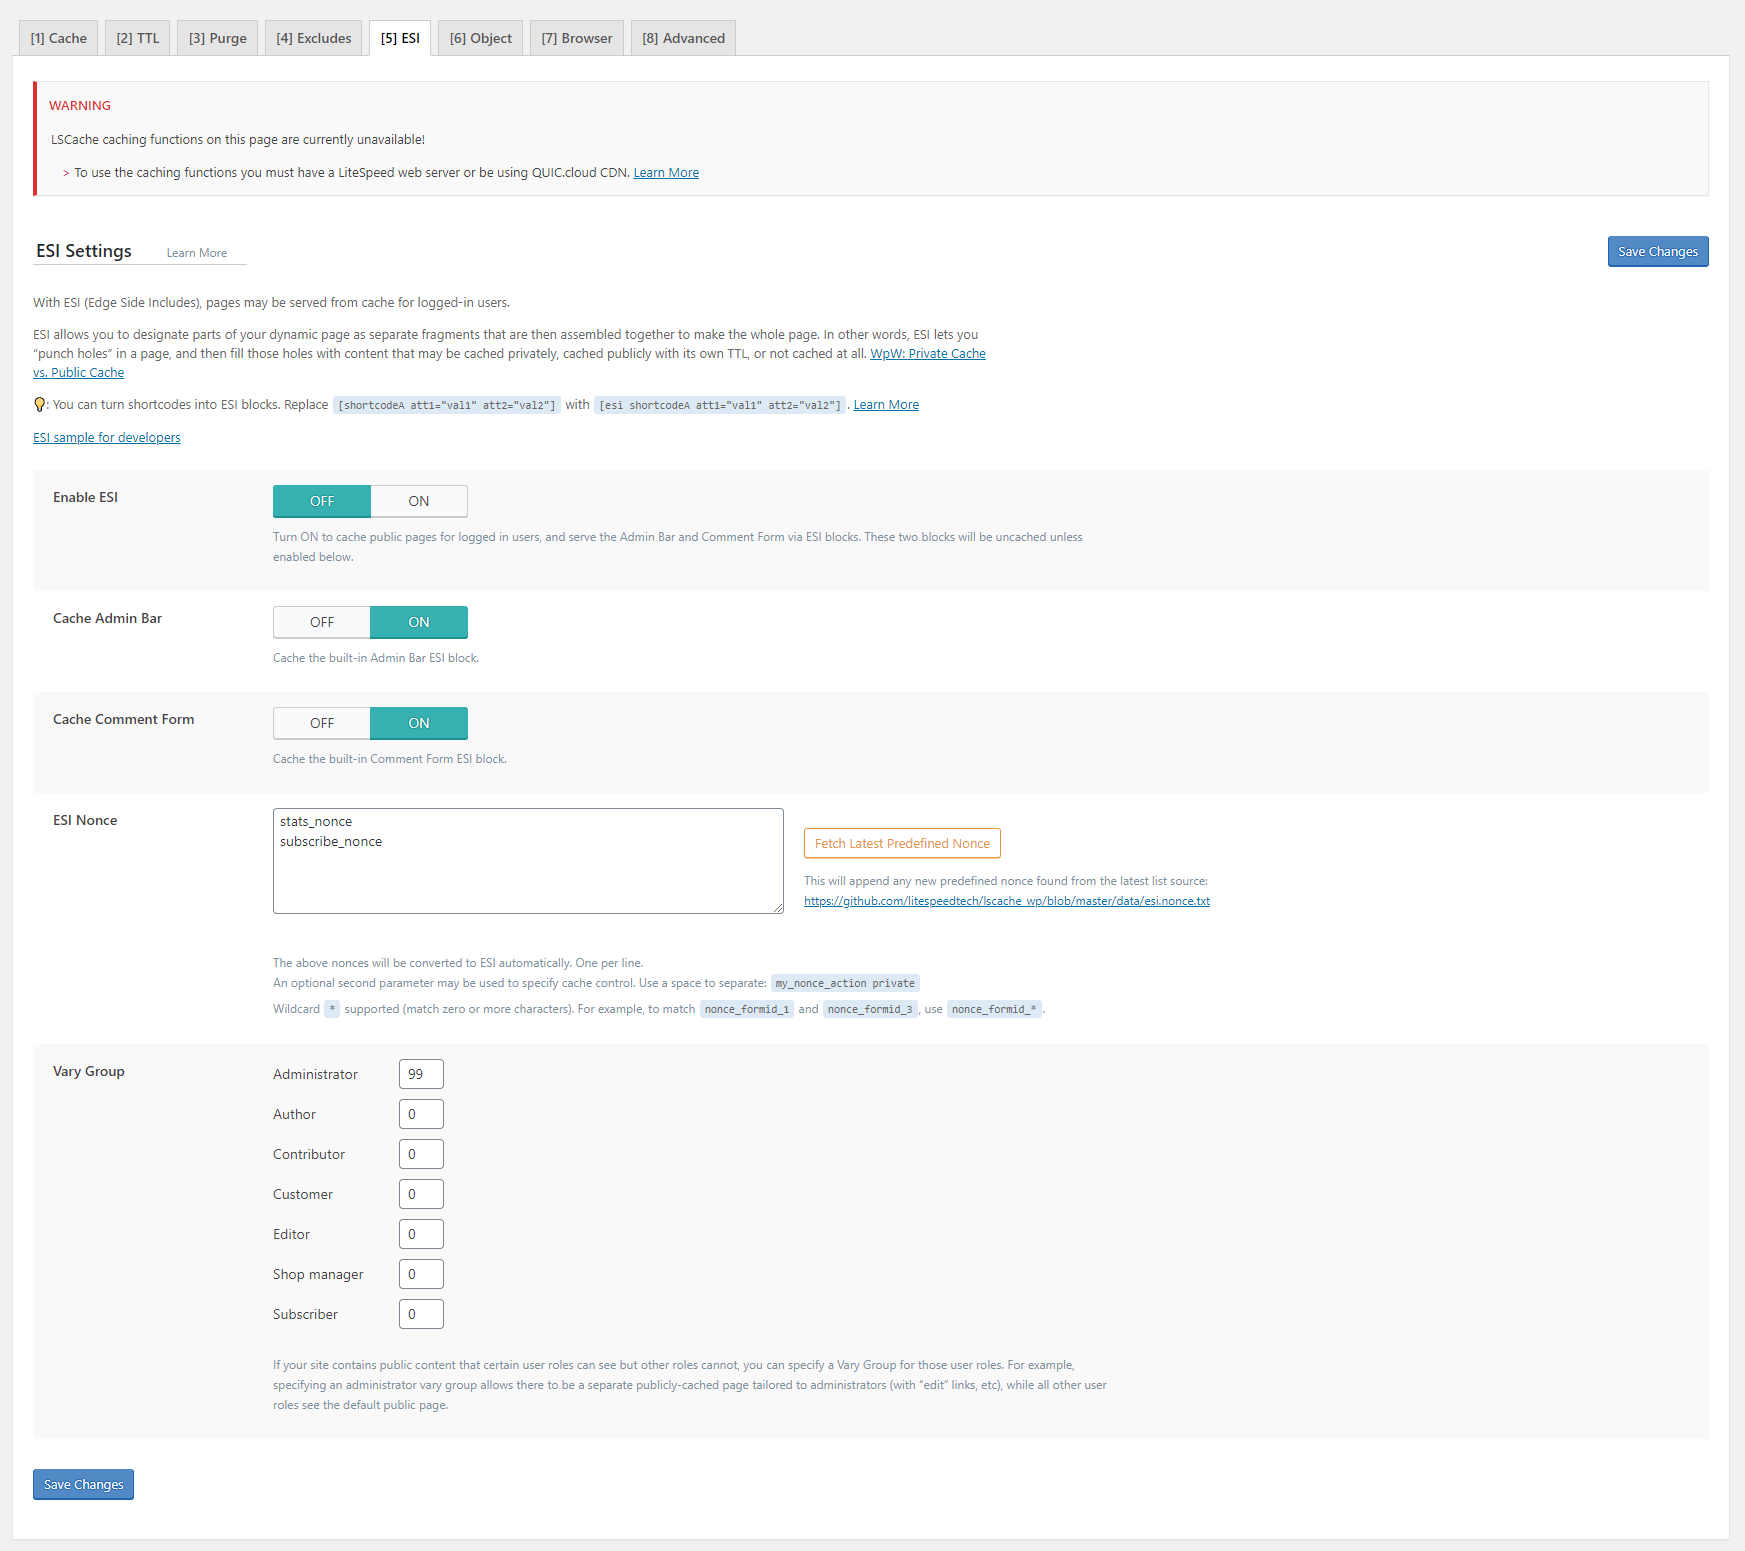 [1] Cache [2] TTL [3] Purge [4] Excludes [5] ESI [6] Object [7] Browser [8] Advanced
WARNING
LSCache caching functions on this page are currently unavailable!
> To use the caching functions you must have a LiteSpeed web server or be using QUIC.cloud CDN. Learn More
ESI Settings Learn More Save Changes
With ESI (Edge Side Includes), pages may be served from cache for logged-in users.
ESI allows you to designate parts of your dynamic page as separate fragments that are then assembled together to make the whole page. In other words, ESI lets you
“punch holes” in a page, and then fill those holes with content that may be cached privately, cached publicly with its own TTL, or not cached at all. WpW: Private Cache
vs. Public Cache
: You can turn shortcodes into ESI blocks. Replace [shortcodeA att1="val1" att2="val2"] with [esi shortcodeA att1="val1" att2="val2"] . Learn More
ESI sample for developers
Enable ESI OFF ON
Turn ON to cache public pages for logged in users, and serve the Admin Bar and Comment Form via ESI blocks. These two blocks will be uncached unless
enabled below.
Cache Admin Bar OFF ON
Cache the built-in Admin Bar ESI block.
Cache Comment Form OFF ON
Cache the built-in Comment Form ESI block.
ESI Nonce
stats_nonce
subscribe_nonce
Fetch Latest Predefined Nonce
This will append any new predefined nonce found from the latest list source:
https://github.com/litespeedtech/lscache_wp/blob/master/data/esi.nonce.txt
The above nonces will be converted to ESI automatically. One per line.
An optional second parameter may be used to specify cache control. Use a space to separate: my_nonce_action private
Wildcard * supported (match zero or more characters). For example, to match nonce_formid_1 and nonce_formid_3 , use nonce_formid_* .
Vary Group
Administrator 99
Author 0
Contributor 0
Customer 0
Editor 0
Shop manager 0
Subscriber 0
If your site contains public content that certain user roles can see but other roles cannot, you can specify a Vary Group for those user roles. For example,
specifying an administrator vary group allows there to be a separate publicly-cached page tailored to administrators (with “edit” links, etc), while all other user
roles see the default public page.
Save Changes